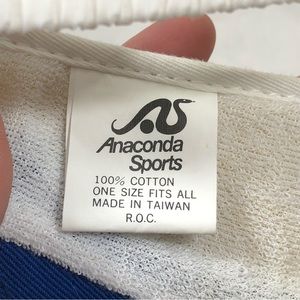 Anaconda
Sports
100% COTTON
ONE SIZE FITS ALL
MADE IN TAIWAN
R.O.C.